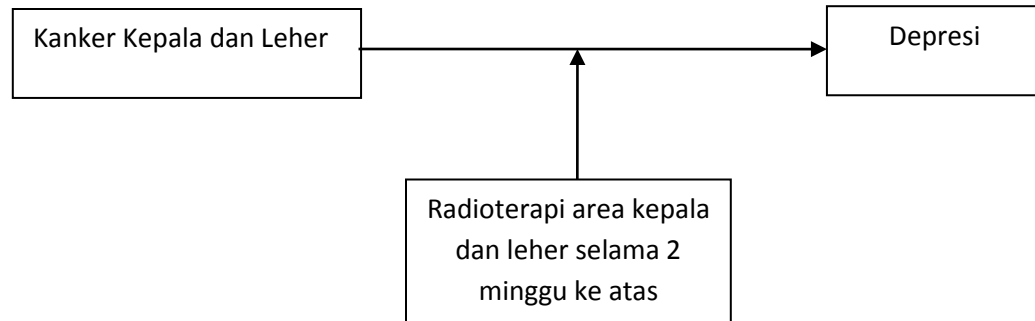 Kanker Kepala dan Leher
Depresi
Radioterapi area kepala
dan leher selama 2
minggu ke atas